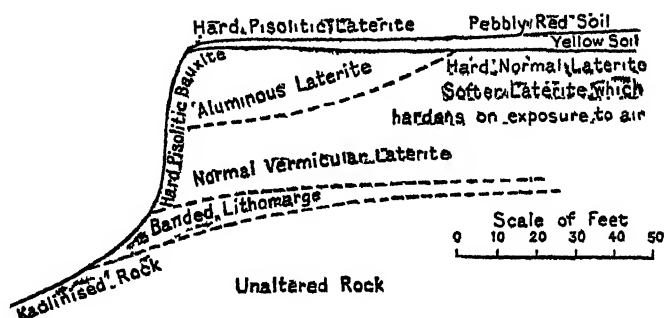 Hard Pisolitic Laterite
Pebbly Red Soil
Yellow Soil
Hard Pisolitic Bauxite
Aluminous Laterite
Hard Normal Laterite
Softer Laterite which
hardens on exposure to air
Normal Vermicular Laterite
Banded Lithomarge
Scale of Feet
0 10 20 30 40 50
Kaolinised Rock
Unaltered Rock